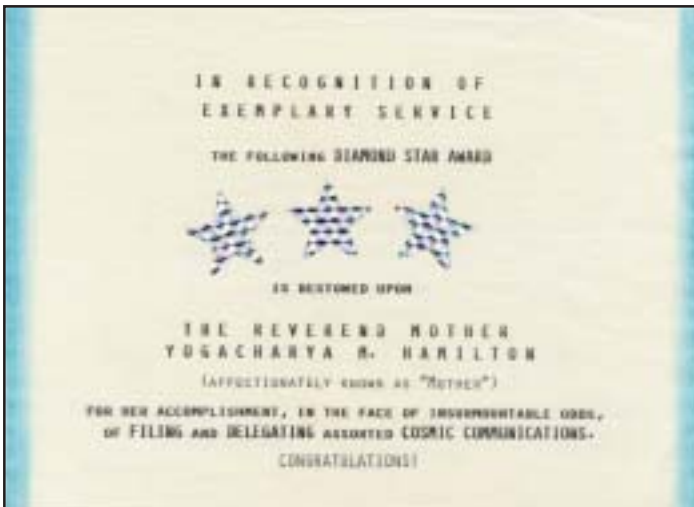 IN RECOGNITION OF
EXEMPLARY SERVICE
THE FOLLOWING DIAMOND STAR AWARD
IS BESTOWED UPON
THE REVEREND MOTHER
YOGACHARYA M. HAMILTON
(AFFECTIONATELY KNOWN AS "MOTHER")
FOR HER ACCOMPLISHMENT, IN THE FACE OF INSURMOUNTABLE ODDS,
OF FILING AND DELEGATING ASSORTED COSMIC COMMUNICATIONS.
CONGRATULATIONS!